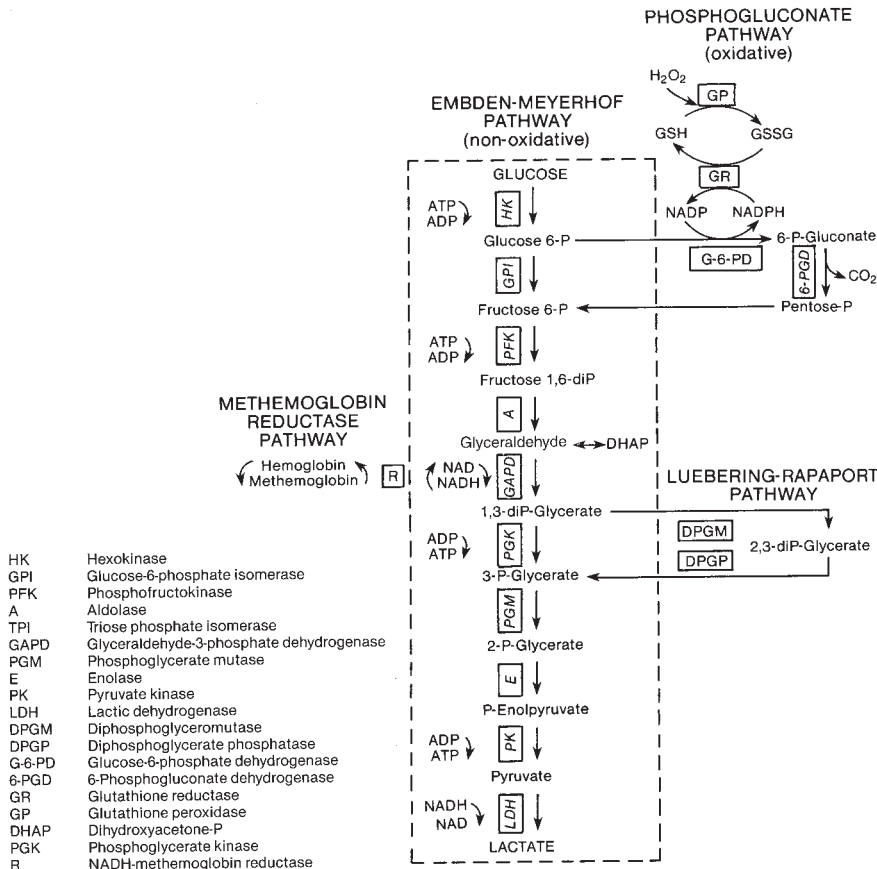 PHOSPHOGLUCONATE
PATHWAY
(oxidative)
H2O2
GP
GSH GSSG
GR
NADP NADPH
6-P-Gluconate
G-6-PD
6-PGD
CO2
Pentose-P
EMBDEN-MEYERHOF
PATHWAY
(non-oxidative)
GLUCOSE
ATP
ADP
HK
Glucose 6-P
GPI
Fructose 6-P
ATP
ADP
PFK
Fructose 1,6-diP
A
Glyceraldehyde DHAP
NAD
NADH
GAPD
1,3-diP-Glycerate
ADP
ATP
PGK
3-P-Glycerate
PGM
2-P-Glycerate
E
P-Enolpyruvate
ADP
ATP
PK
Pyruvate
NADH
NAD
LDH
LACTATE
METHEMOGLOBIN
REDUCTASE
PATHWAY
Hemoglobin
Methemoglobin
R
LUEBERING-RAPAPORT
PATHWAY
DPGM
2,3-diP-Glycerate
DPGP
HK Hexokinase
GPI Glucose-6-phosphate isomerase
PFK Phosphofructokinase
A Aldolase
TPI Triose phosphate isomerase
GAPD Glyceraldehyde-3-phosphate dehydrogenase
PGM Phosphoglycerate mutase
E Enolase
PK Pyruvate kinase
LDH Lactic dehydrogenase
DPGM Diphosphoglyceromutase
DPGP Diphosphoglycerate phosphatase
G-6-PD Glucose-6-phosphate dehydrogenase
6-PGD 6-Phosphogluconate dehydrogenase
GR Glutathione reductase
GP Glutathione peroxidase
DHAP Dihydroxyacetone-P
PGK Phosphoglycerate kinase
R NADH-methemoglobin reductase